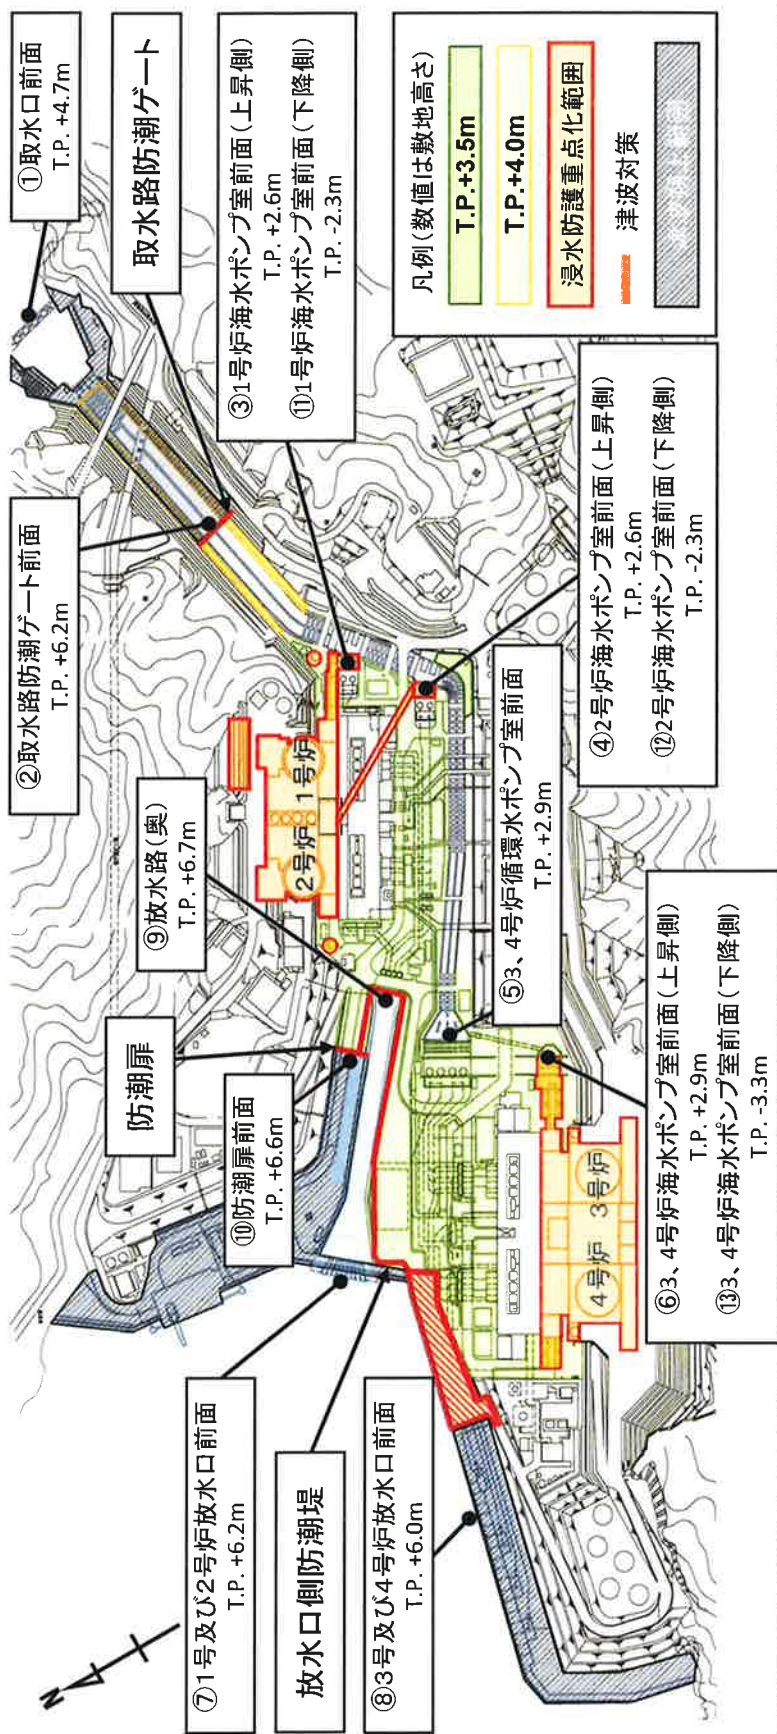 ①取水口前面
T.P. +4.7m
取水路防潮ゲート
②取水路防潮ゲート前面
T.P. +6.2m
③1号炉海水ポンプ室前面(上昇側)
T.P. +2.6m
⑪1号炉海水ポンプ室前面(下降側)
T.P. -2.3m
凡例(数値は敷地高さ)
T.P.+3.5m
T.P.+4.0m
浸水防護重点化範囲
津波対策
④2号炉海水ポンプ室前面(上昇側)
T.P. +2.6m
⑫2号炉海水ポンプ室前面(下降側)
T.P. -2.3m
⑨放水路(奥)
T.P. +6.7m
2号炉
1号炉
⑤3、4号炉循環水ポンプ室前面
T.P. +2.9m
防潮扉
⑩防潮扉前面
T.P. +6.6m
4号炉
3号炉
⑥3、4号炉海水ポンプ室前面(上昇側)
T.P. +2.9m
⑬3、4号炉海水ポンプ室前面(下降側)
T.P. -3.3m
⑦1号及び2号炉放水口前面
T.P. +6.2m
放水口側防潮堤
⑧3号及び4号炉放水口前面
T.P. +6.0m
N